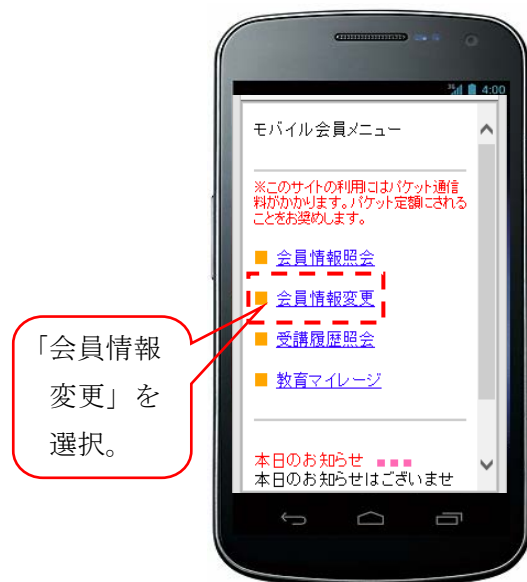 3G 4:00
モバイル会員メニュー
※このサイトの利用にはパケット通信
料がかかります。パケット定額にされる
ことをお奨めします。
会員情報照会
会員情報変更
受講履歴照会
教育マイレージ
本日のお知らせ
本日のお知らせはございませ
「会員情報
変更」を
選択。